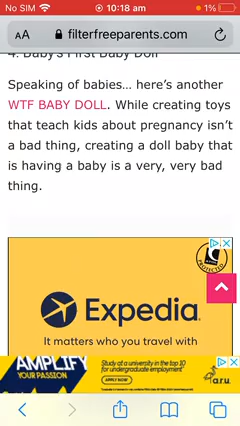 No SIM
10:18 am
1%
AA
filterfreeparents.com
4. Baby's First Baby Doll
Speaking of babies... here's another
WTF BABY DOLL. While creating toys
that teach kids about pregnancy isn't
a bad thing, creating a doll baby that
is having a baby is a very, very bad
thing.
PROTECTED
Expedia
It matters who you travel with
AMPLIFY
YOUR PASSION
Study at a university in the top 10
for undergraduate employment*
APPLY NOW
a.r.u.